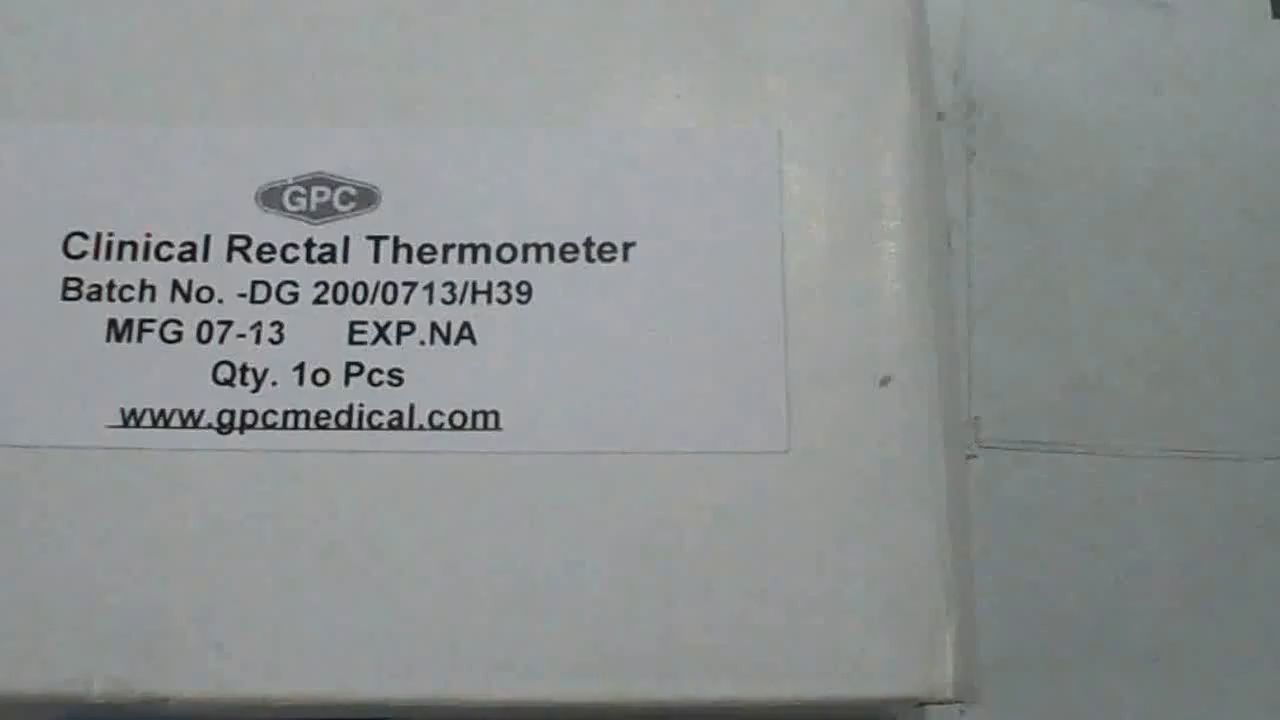 GPC
Clinical Rectal Thermometer
Batch No. -DG 200/0713/H39
MFG 07-13 EXP.NA
Qty. 1o Pcs
www.gpcmedical.com